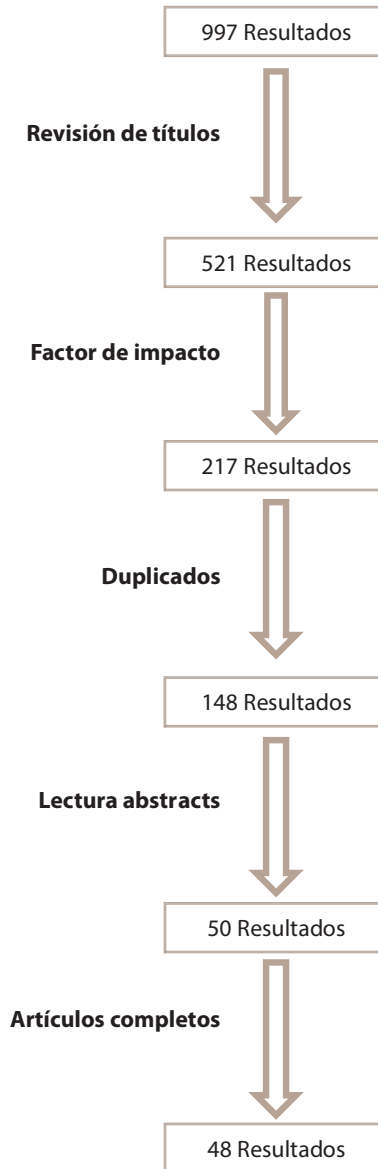 997 Resultados
Revisión de títulos
521 Resultados
Factor de impacto
217 Resultados
Duplicados
148 Resultados
Lectura abstracts
50 Resultados
Artículos completos
48 Resultados